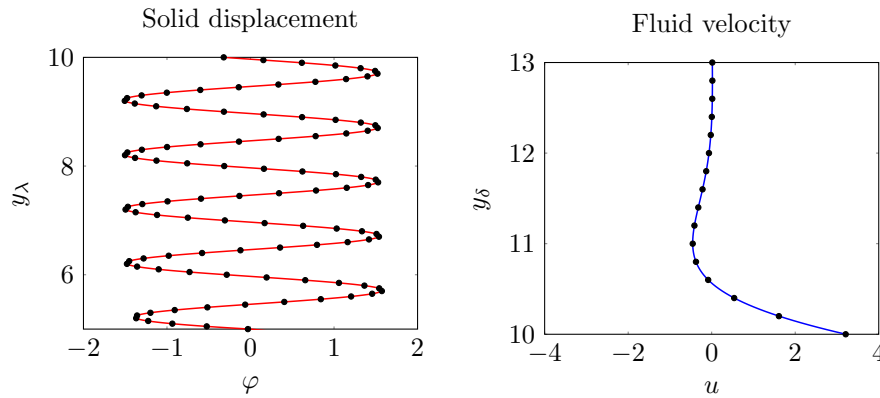 Solid displacement
10
8
6
y_λ
−2 −1 0 1 2
φ
Fluid velocity
13
12
11
10
y_δ
−4 −2 0 2 4
u